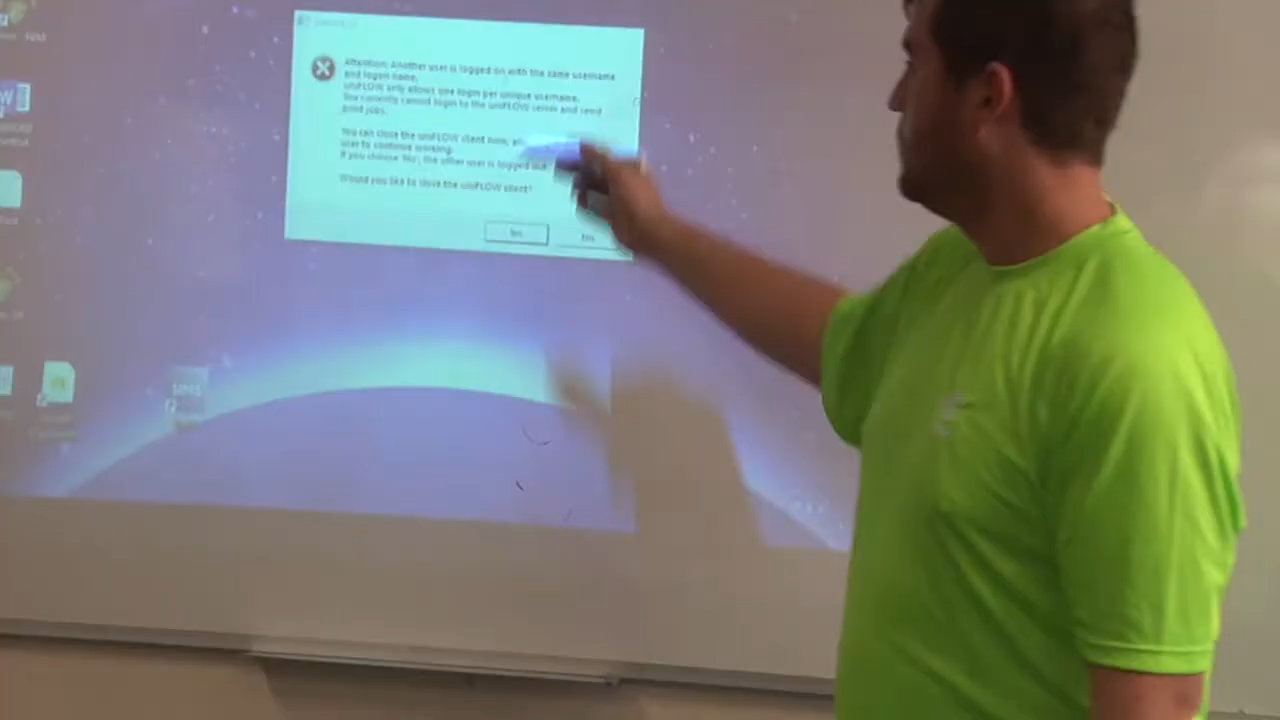 Attention: Another user is logged on with the same username
and logon name.
uniFLOW only allows one login per unique username.
You currently cannot login to the uniFLOW server and send
print jobs.
You can close the uniFLOW client now,
user to continue working.
If you choose 'No', the other user is logged out.
Would you like to close the uniFLOW client?
Yes
No